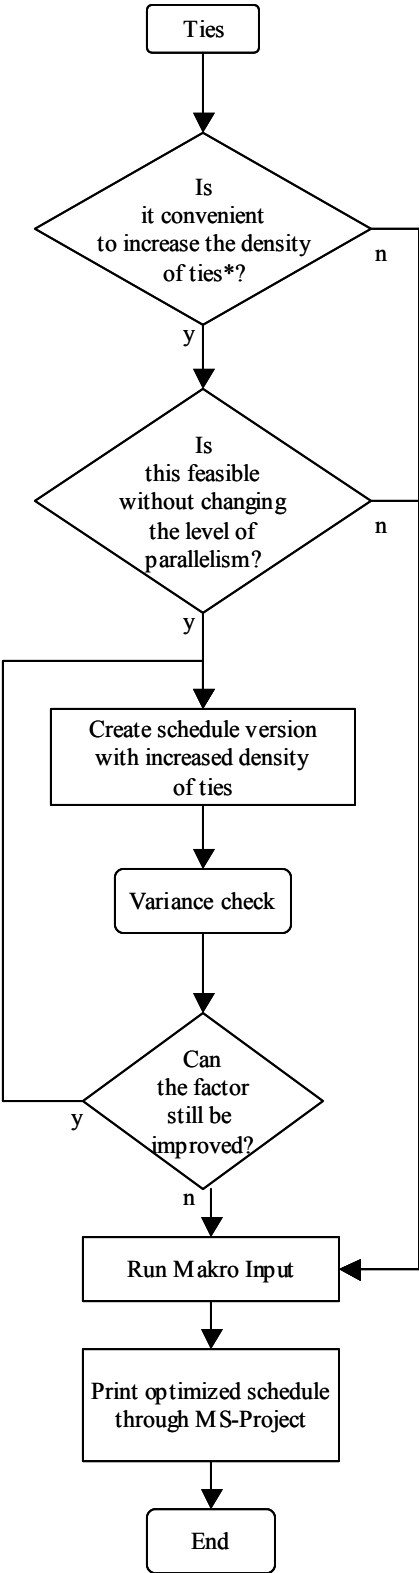 Ties
Is
it convenient
to increase the density
of ties*?
n
y
Is
this feasible
without changing
the level of
parallelism?
n
y
Create schedule version
with increased density
of ties
Variance check
Can
the factor
still be
improved?
y
n
Run Makro Input
Print optimized schedule
through MS-Project
End